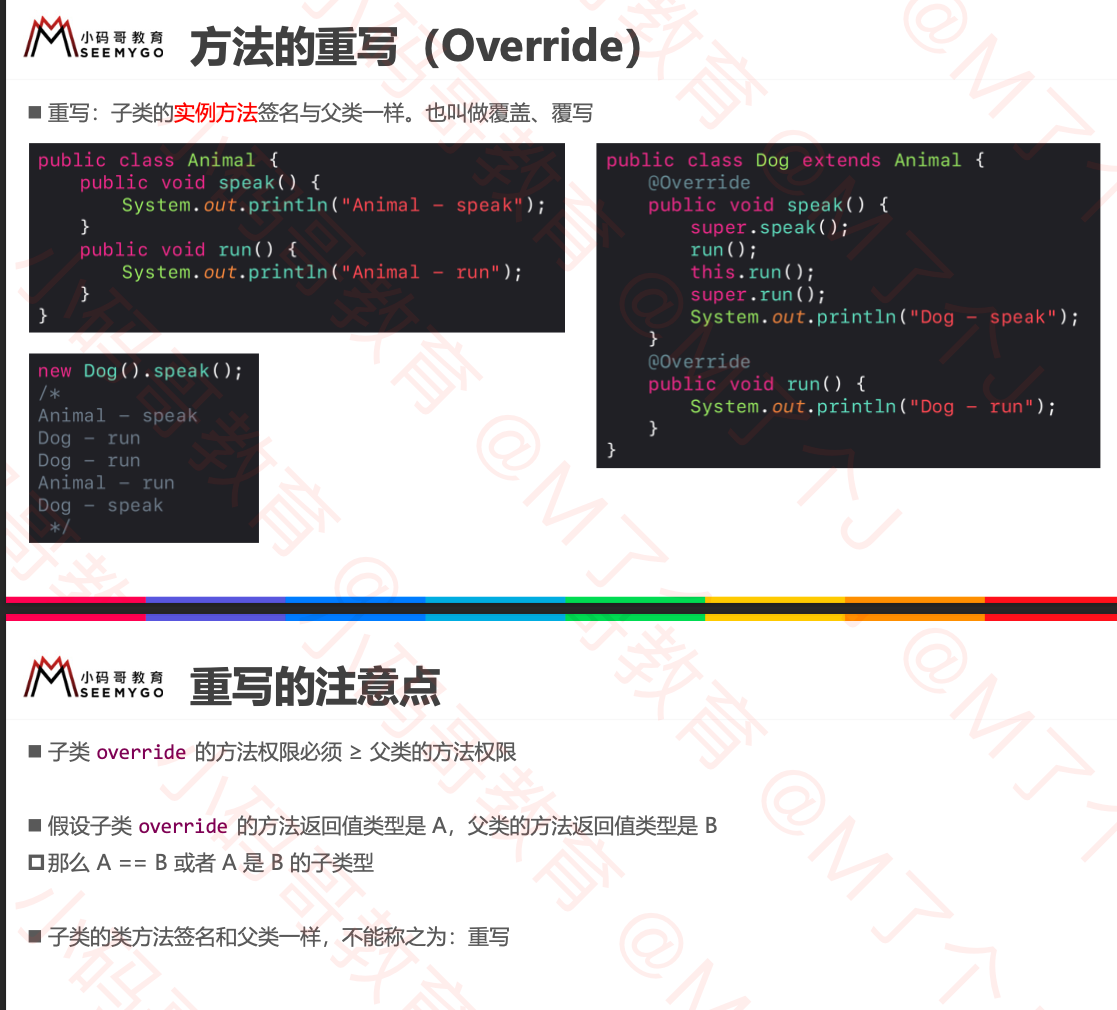 小码哥教育
SEEMYGO
方法的重写（Override）
■ 重写：子类的实例方法签名与父类一样。也叫做覆盖、覆写
public class Animal {
    public void speak() {
        System.out.println("Animal - speak");
    }
    public void run() {
        System.out.println("Animal - run");
    }
}
new Dog().speak();
/*
Animal - speak
Dog - run
Dog - run
Animal - run
Dog - speak
 */
public class Dog extends Animal {
    @Override
    public void speak() {
        super.speak();
        run();
        this.run();
        super.run();
        System.out.println("Dog - speak");
    }
    @Override
    public void run() {
        System.out.println("Dog - run");
    }
}
小码哥教育
SEEMYGO
重写的注意点
■ 子类 override 的方法权限必须 ≥ 父类的方法权限
■ 假设子类 override 的方法返回值类型是 A，父类的方法返回值类型是 B
那么 A == B 或者 A 是 B 的子类型
■ 子类的类方法签名和父类一样，不能称之为：重写
小码哥教育 @M了个J